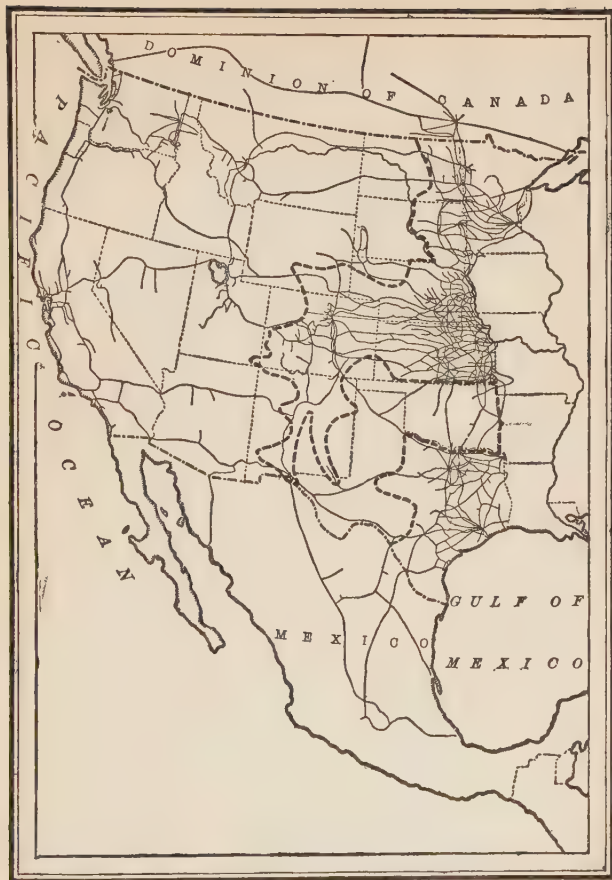 DOMINION OF CANADA
PACIFIC OCEAN
GULF OF
MEXICO
MEXICO